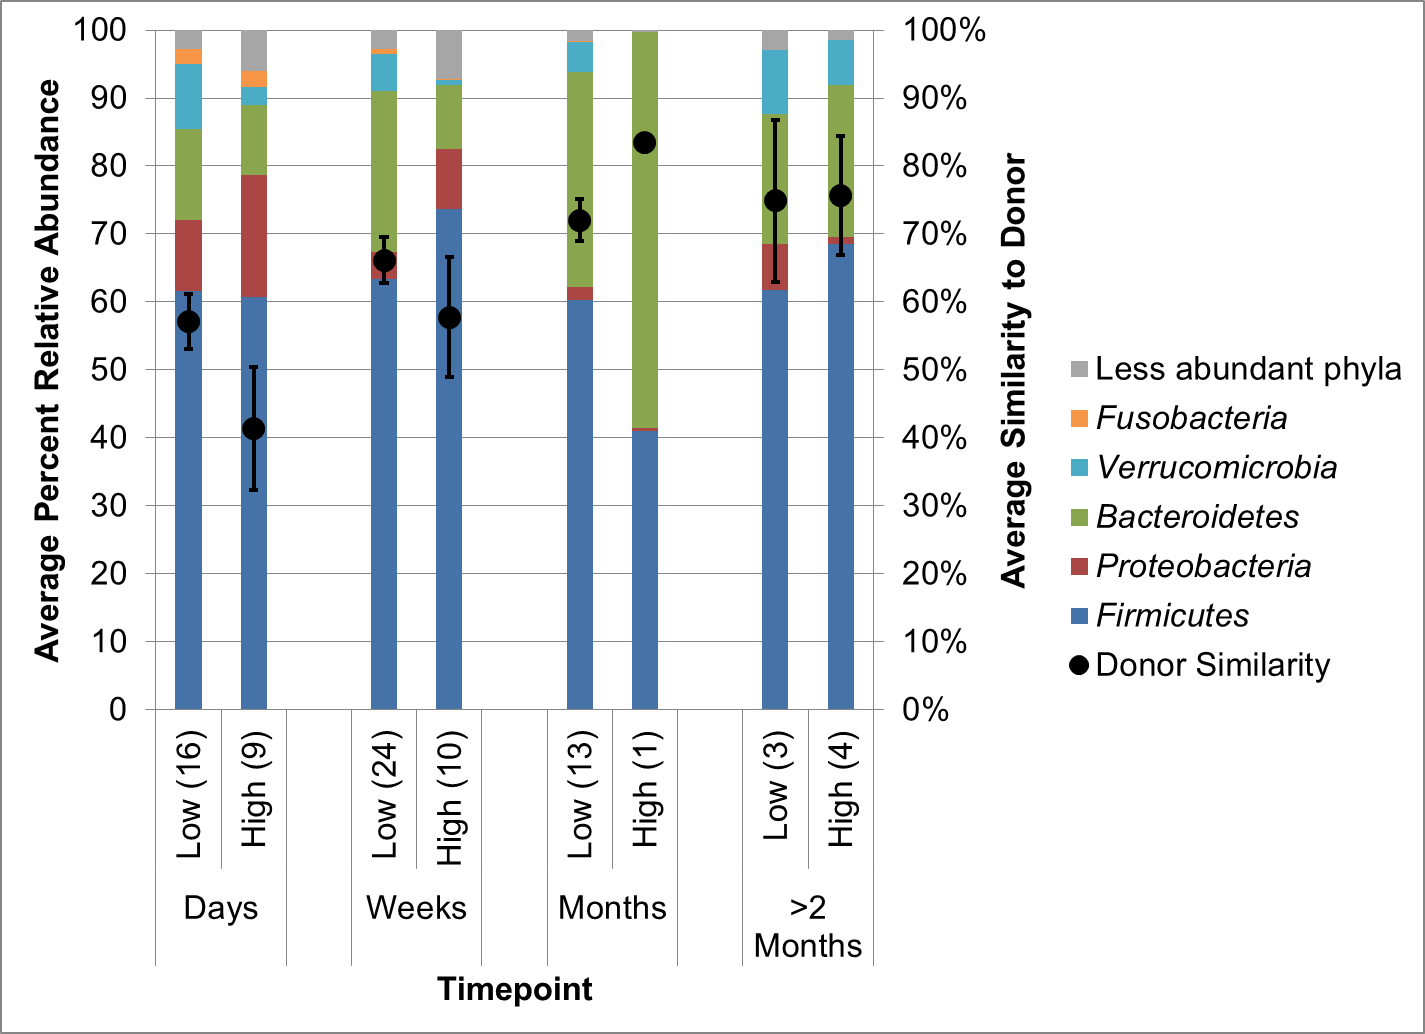 Average Percent Relative Abundance
100
90
80
70
60
50
40
30
20
10
0
100%
90%
80%
70%
60%
50%
40%
30%
20%
10%
0%
Average Similarity to Donor
Less abundant phyla
Fusobacteria
Verrucomicrobia
Bacteroidetes
Proteobacteria
Firmicutes
Donor Similarity
Low (16)
High (9)
Low (24)
High (10)
Low (13)
High (1)
Low (3)
High (4)
Days
Weeks
Months
>2
Months
Timepoint